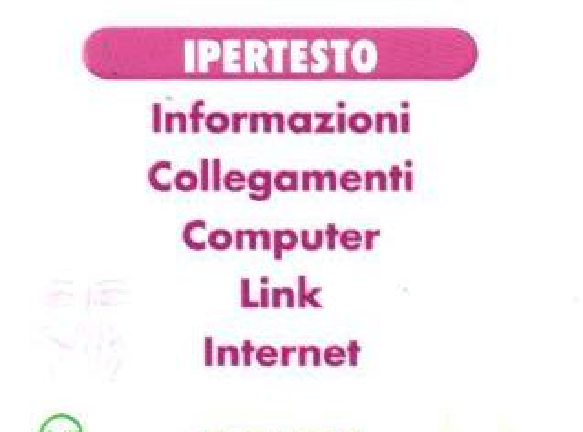 IPERTESTO
Informazioni
Collegamenti
Computer
Link
Internet